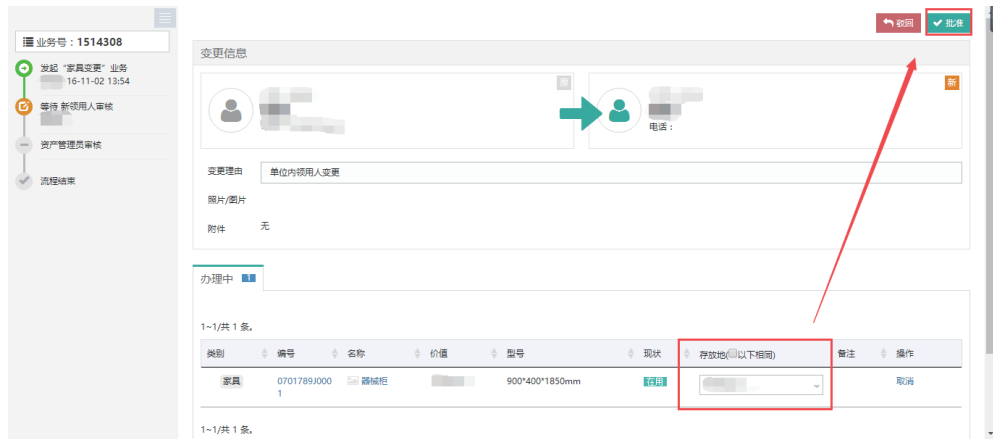 驳回 批准
业务号：1514308
发起 “家具变更” 业务
16-11-02 13:54
等待 新领用人审核
资产管理员审核
流程结束
变更信息
原
新
电话：
变更理由 单位内领用人变更
照片/图片
附件 无
办理中 1
1~1/共 1 条。
类别 编号 名称 价值 型号 现状 存放地(以下相同) 备注 操作
家具 0701789J000 器械柜 900*400*1850mm 在用 取消
1
1~1/共 1 条。